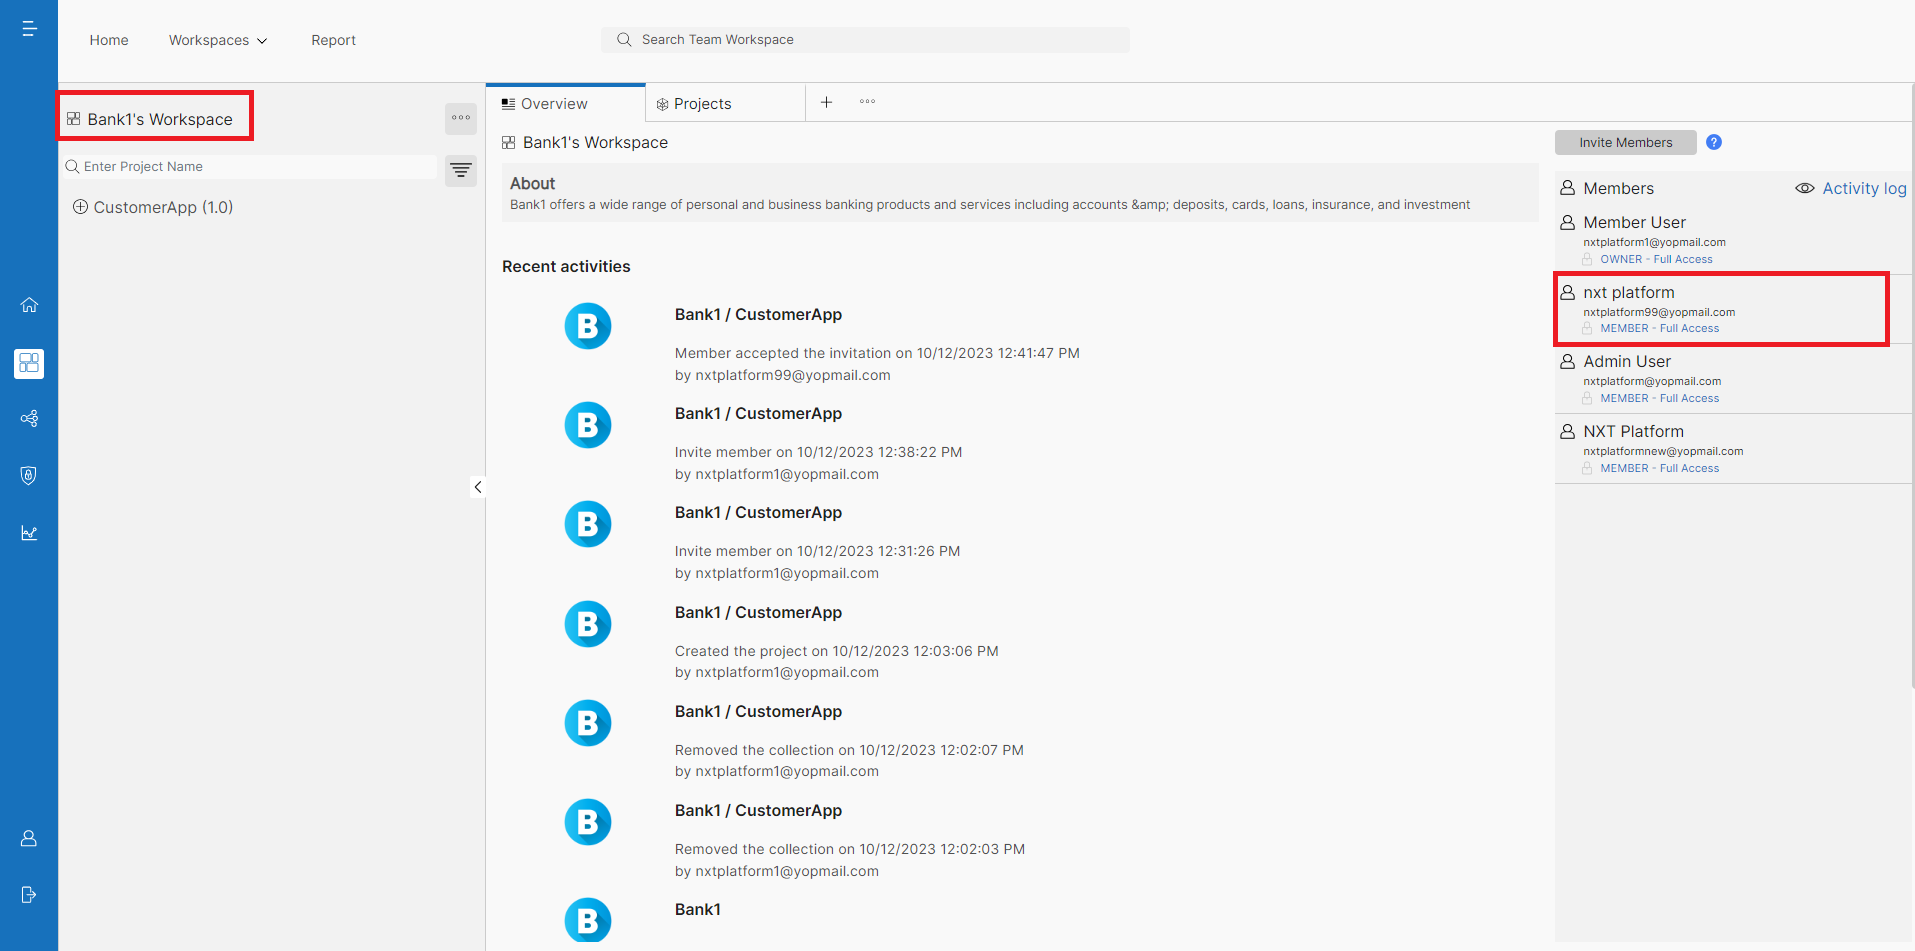 Home
Workspaces
Report
Search Team Workspace
Bank1's Workspace
Enter Project Name
CustomerApp (1.0)
Overview
Projects
Bank1's Workspace
About
Bank1 offers a wide range of personal and business banking products and services including accounts &amp; deposits, cards, loans, insurance, and investment
Recent activities
B
Bank1 / CustomerApp
Member accepted the invitation on 10/12/2023 12:41:47 PM
by nxtplatform99@yopmail.com
B
Bank1 / CustomerApp
Invite member on 10/12/2023 12:38:22 PM
by nxtplatform1@yopmail.com
B
Bank1 / CustomerApp
Invite member on 10/12/2023 12:31:26 PM
by nxtplatform1@yopmail.com
B
Bank1 / CustomerApp
Created the project on 10/12/2023 12:03:06 PM
by nxtplatform1@yopmail.com
B
Bank1 / CustomerApp
Removed the collection on 10/12/2023 12:02:07 PM
by nxtplatform1@yopmail.com
B
Bank1 / CustomerApp
Removed the collection on 10/12/2023 12:02:03 PM
by nxtplatform1@yopmail.com
B
Bank1
Invite Members
?
Members
Activity log
Member User
nxtplatform1@yopmail.com
OWNER - Full Access
nxt platform
nxtplatform99@yopmail.com
MEMBER - Full Access
Admin User
nxtplatform@yopmail.com
MEMBER - Full Access
NXT Platform
nxtplatformnew@yopmail.com
MEMBER - Full Access